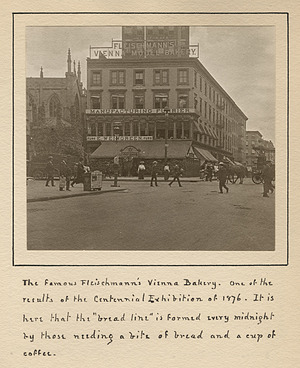 FLEISCHMANN'S
VIENNA MODEL BAKERY
MANUFACTURING FURRIER
The famous Fleischmann's Vienna Bakery. One of the
results of the Centennial Exhibition of 1876. It is
here that the "bread line" is formed every midnight
by those needing a bite of bread and a cup of
coffee.